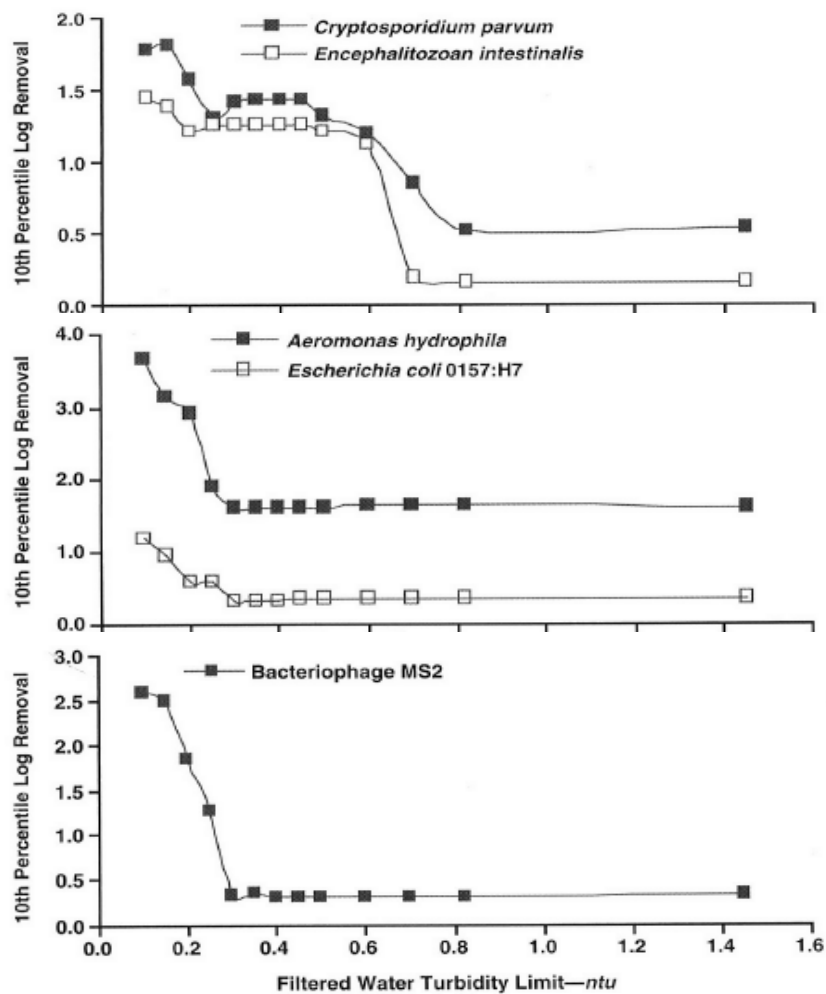 Cryptosporidium parvum
Encephalitozoan intestinalis
2.0
1.5
1.0
0.5
0.0
10th Percentile Log Removal
Aeromonas hydrophila
Escherichia coli 0157:H7
4.0
3.0
2.0
1.0
0.0
10th Percentile Log Removal
Bacteriophage MS2
3.0
2.5
2.0
1.5
1.0
0.5
0.0
10th Percentile Log Removal
0.0 0.2 0.4 0.6 0.8 1.0 1.2 1.4 1.6
Filtered Water Turbidity Limit—ntu